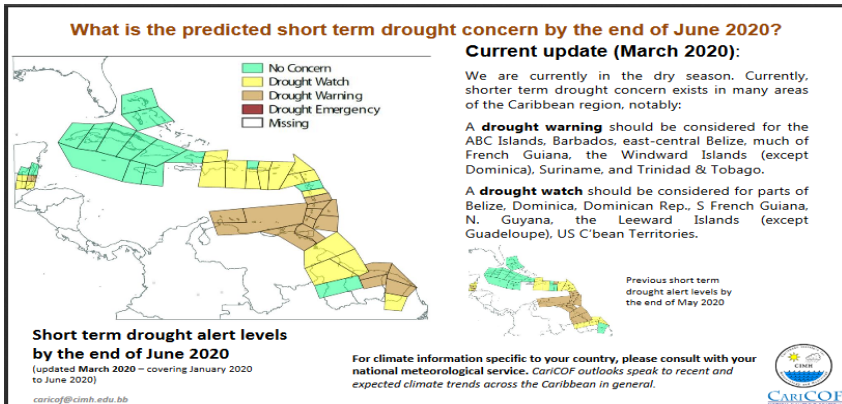 What is the predicted short term drought concern by the end of June 2020?
No Concern
Drought Watch
Drought Warning
Drought Emergency
Missing
Current update (March 2020):
We are currently in the dry season. Currently,
shorter term drought concern exists in many areas
of the Caribbean region, notably:
A drought warning should be considered for the
ABC Islands, Barbados, east-central Belize, much of
French Guiana, the Windward Islands (except
Dominica), Suriname, and Trinidad & Tobago.
A drought watch should be considered for parts of
Belize, Dominica, Dominican Rep., S French Guiana,
N. Guyana, the Leeward Islands (except
Guadeloupe), US C'bean Territories.
Previous short term
drought alert levels by
the end of May 2020
Short term drought alert levels
by the end of June 2020
(updated March 2020 – covering January 2020
to June 2020)
caricof@cimh.edu.bb
For climate information specific to your country, please consult with your
national meteorological service. CariCOF outlooks speak to recent and
expected climate trends across the Caribbean in general.
CIMH
CARICOF